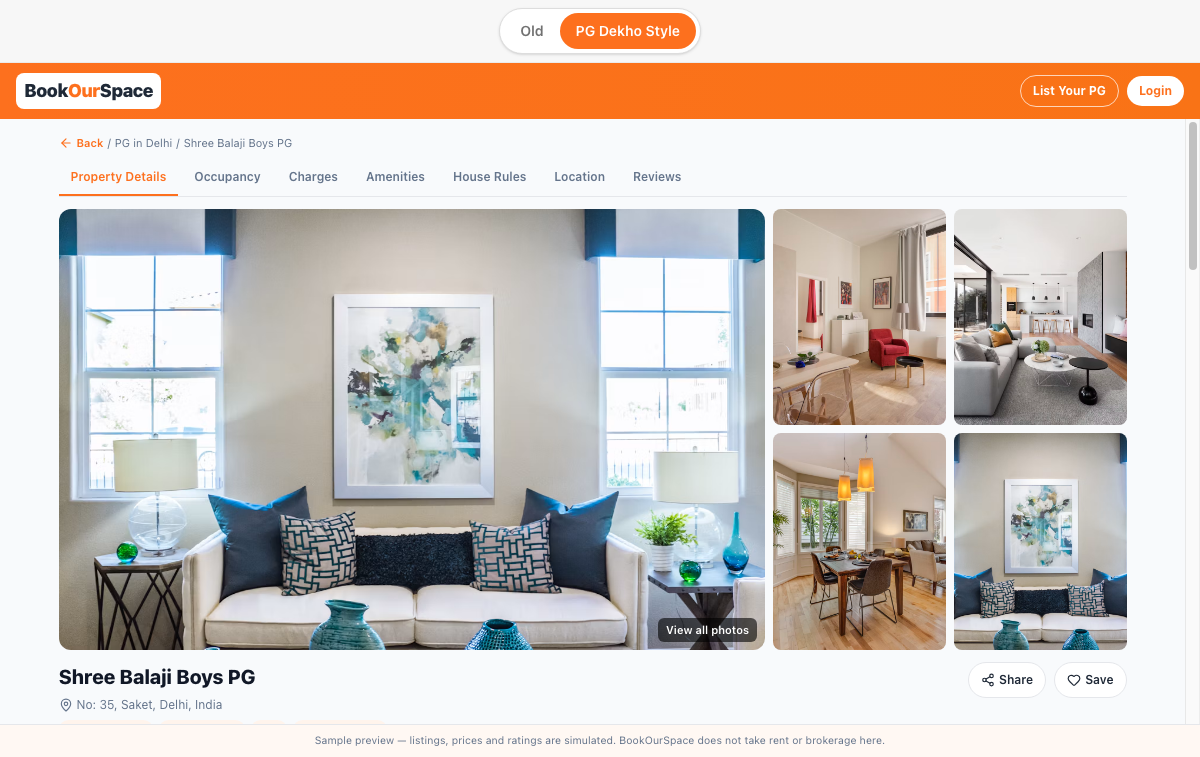 Old
PG Dekho Style
BookOurSpace
List Your PG
Login
Back / PG in Delhi / Shree Balaji Boys PG
Property Details
Occupancy
Charges
Amenities
House Rules
Location
Reviews
View all photos
Shree Balaji Boys PG
Share
Save
No: 35, Saket, Delhi, India
Sample preview — listings, prices and ratings are simulated. BookOurSpace does not take rent or brokerage here.